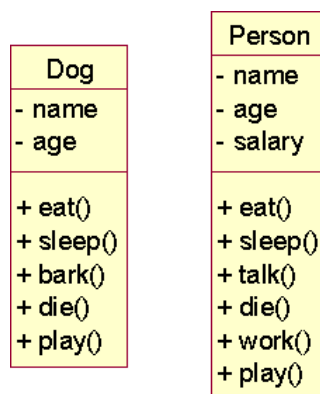 Dog
- name
- age
+ eat()
+ sleep()
+ bark()
+ die()
+ play()
Person
- name
- age
- salary
+ eat()
+ sleep()
+ talk()
+ die()
+ work()
+ play()